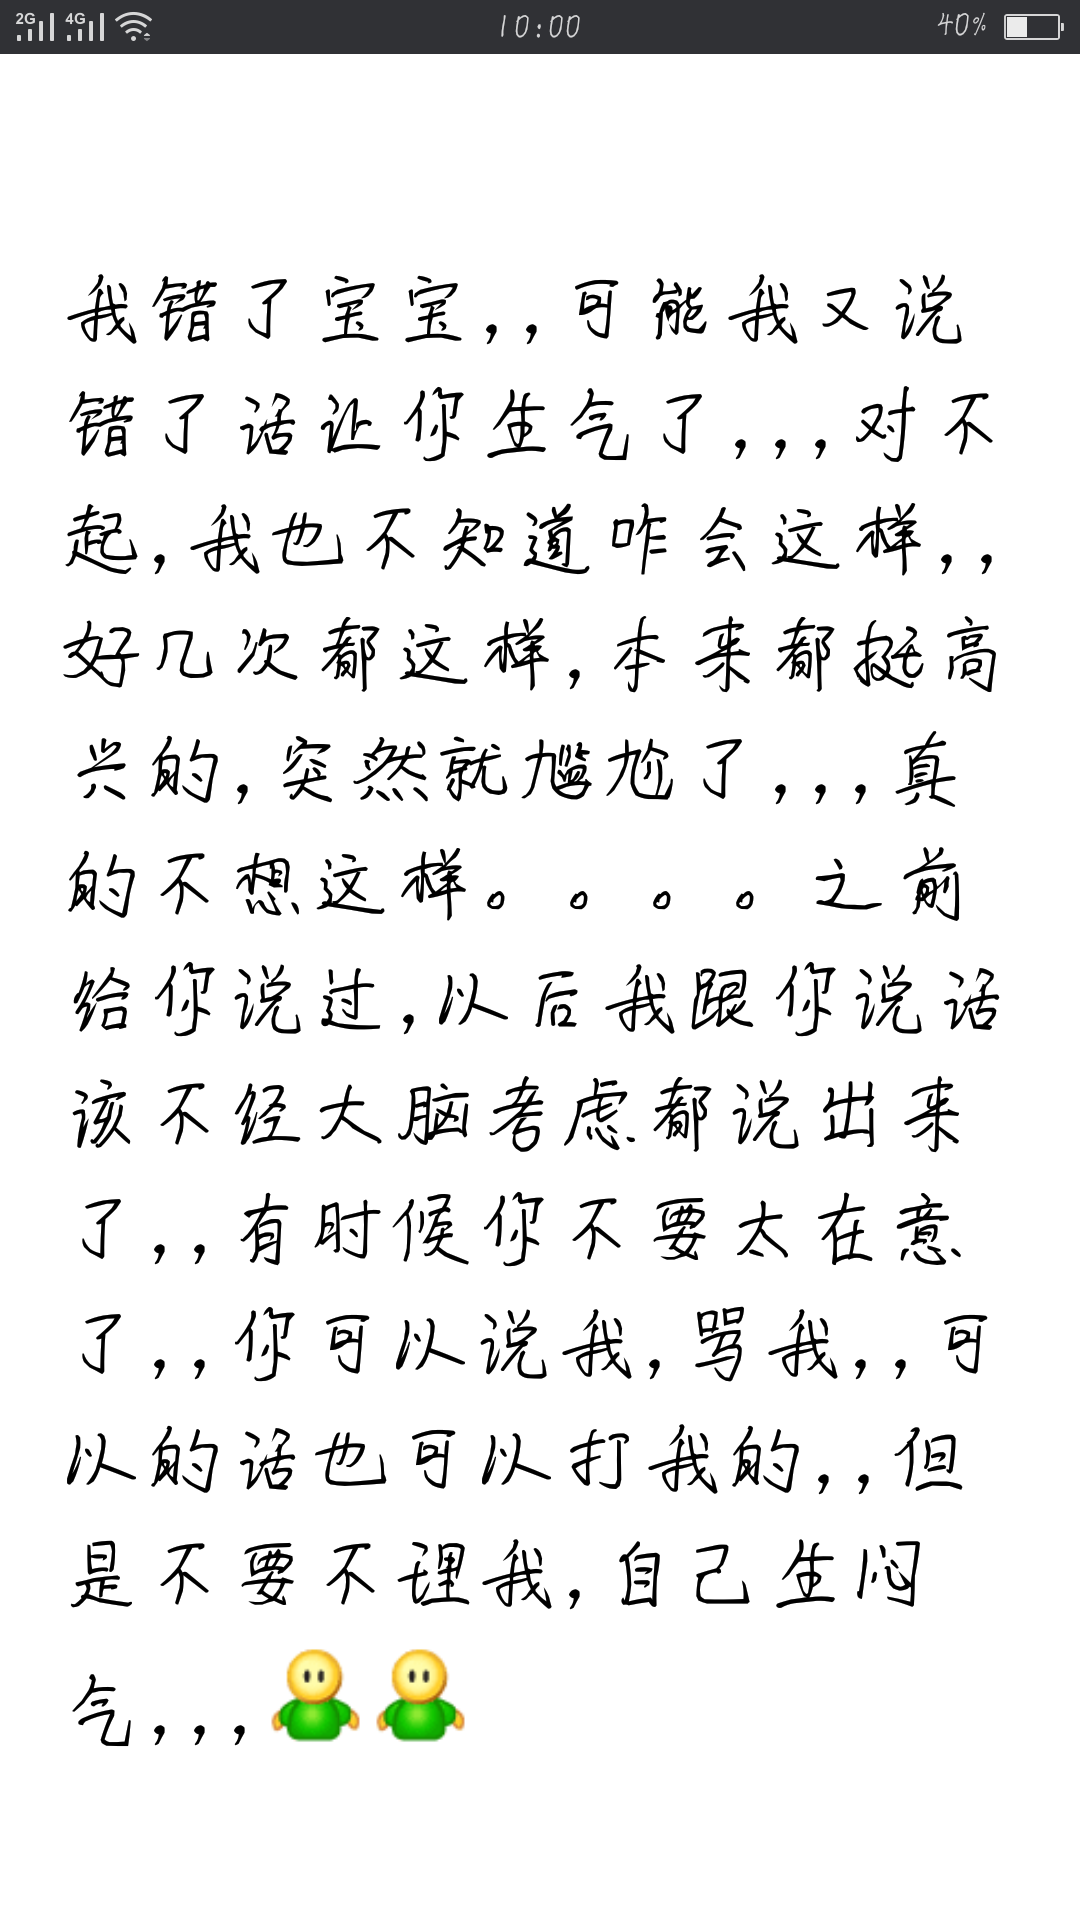 2G 4G 10:00 40%
我错了宝宝,,可能我又说
错了话让你生气了,,,对不
起,我也不知道咋会这样,,
好几次都这样,本来都挺高
兴的,突然就尴尬了,,,真
的不想这样。。。。之前
给你说过,以后我跟你说话
该不经大脑考虑都说出来
了,,有时候你不要太在意
了,,你可以说我,骂我,,可
以的话也可以打我的,,但
是不要不理我,自己生闷
气,,,